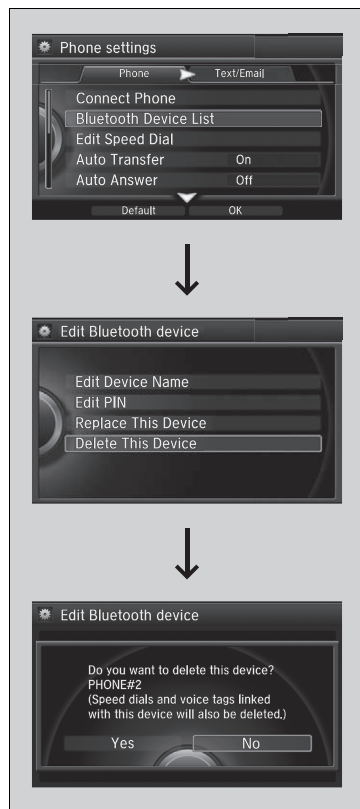 Phone settings
Phone Text/Email
Connect Phone
Bluetooth Device List
Edit Speed Dial
Auto Transfer On
Auto Answer Off
Default OK
Edit Bluetooth device
Edit Device Name
Edit PIN
Replace This Device
Delete This Device
Edit Bluetooth device
Do you want to delete this device?
PHONE#2
(Speed dials and voice tags linked
with this device will also be deleted.)
Yes No